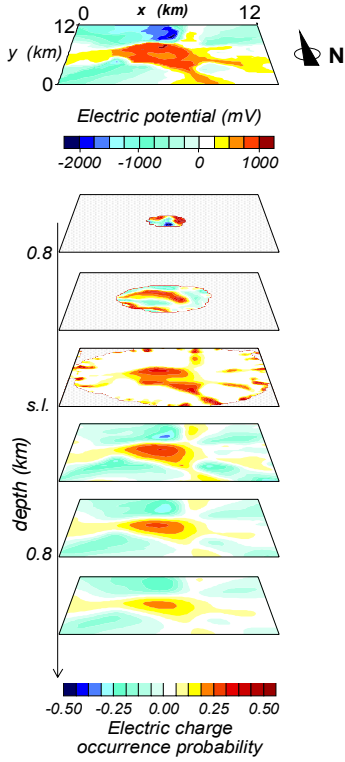 0 x (km) 12
12
y (km)
0
N
Electric potential (mV)
-2000 -1000 0 1000
0.8
s.l.
depth (km)
0.8
-0.50 -0.25 0.00 0.25 0.50
Electric charge
occurrence probability